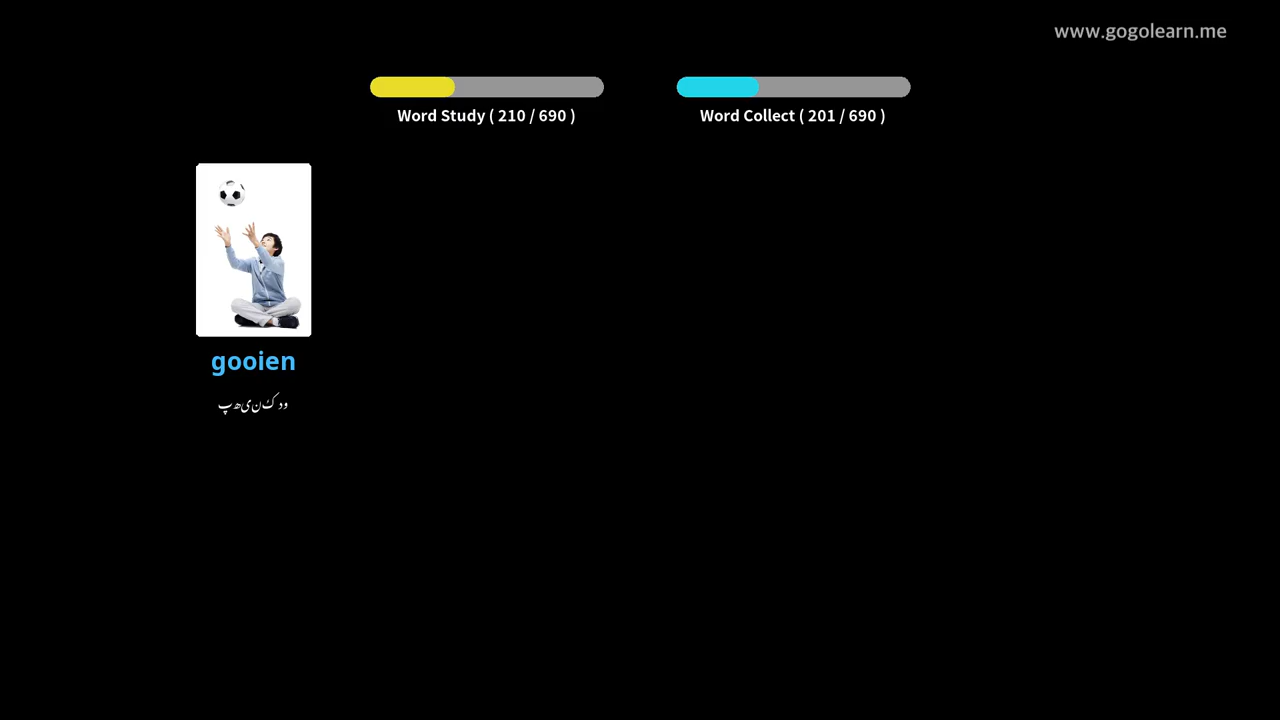 www.gogolearn.me
Word Study ( 210 / 690 )
Word Collect ( 201 / 690 )
gooien
پھینک دو